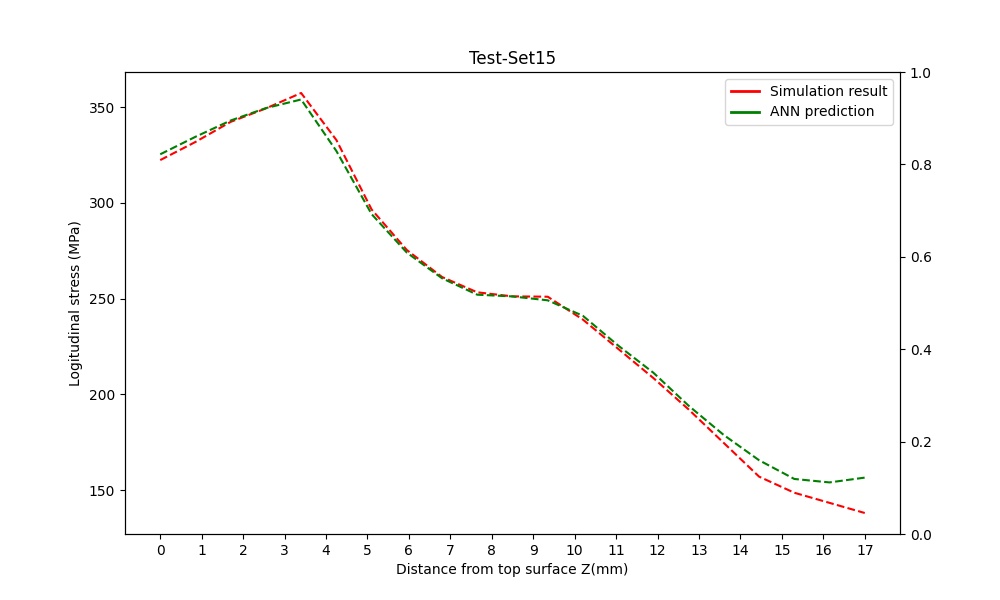 Test-Set15
Simulation result
ANN prediction
Logitudinal stress (MPa)
350
300
250
200
150
1.0
0.8
0.6
0.4
0.2
0.0
0 1 2 3 4 5 6 7 8 9 10 11 12 13 14 15 16 17
Distance from top surface Z(mm)